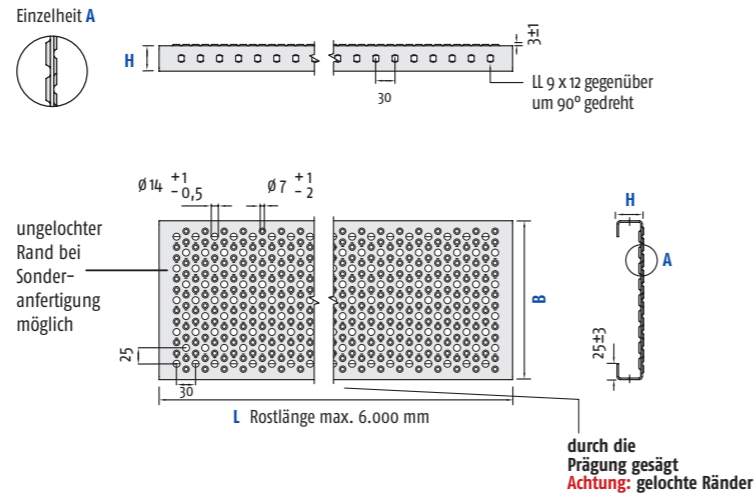 Einzelheit A
H
3±1
30
LL 9 x 12 gegenüber
um 90° gedreht
Ø 14 +1 - 0,5
Ø 7 +1 - 2
ungelochter
Rand bei
Sonder-
anfertigung
möglich
H
A
B
25
30
25±3
L Rostlänge max. 6.000 mm
durch die
Prägung gesägt
Achtung: gelochte Ränder